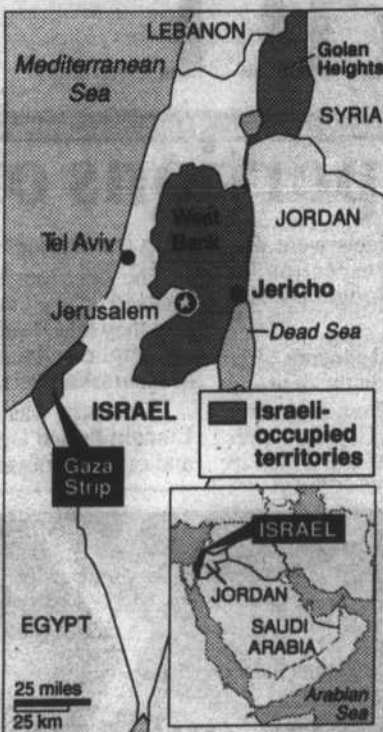 LEBANON
Golan
Heights
Mediterranean
Sea
SYRIA
West
Bank
JORDAN
Tel Aviv
Jerusalem
Jericho
Dead Sea
ISRAEL
Israeli-
occupied
territories
Gaza
Strip
ISRAEL
JORDAN
SAUDI
ARABIA
Arabian
Sea
EGYPT
25 miles
25 km